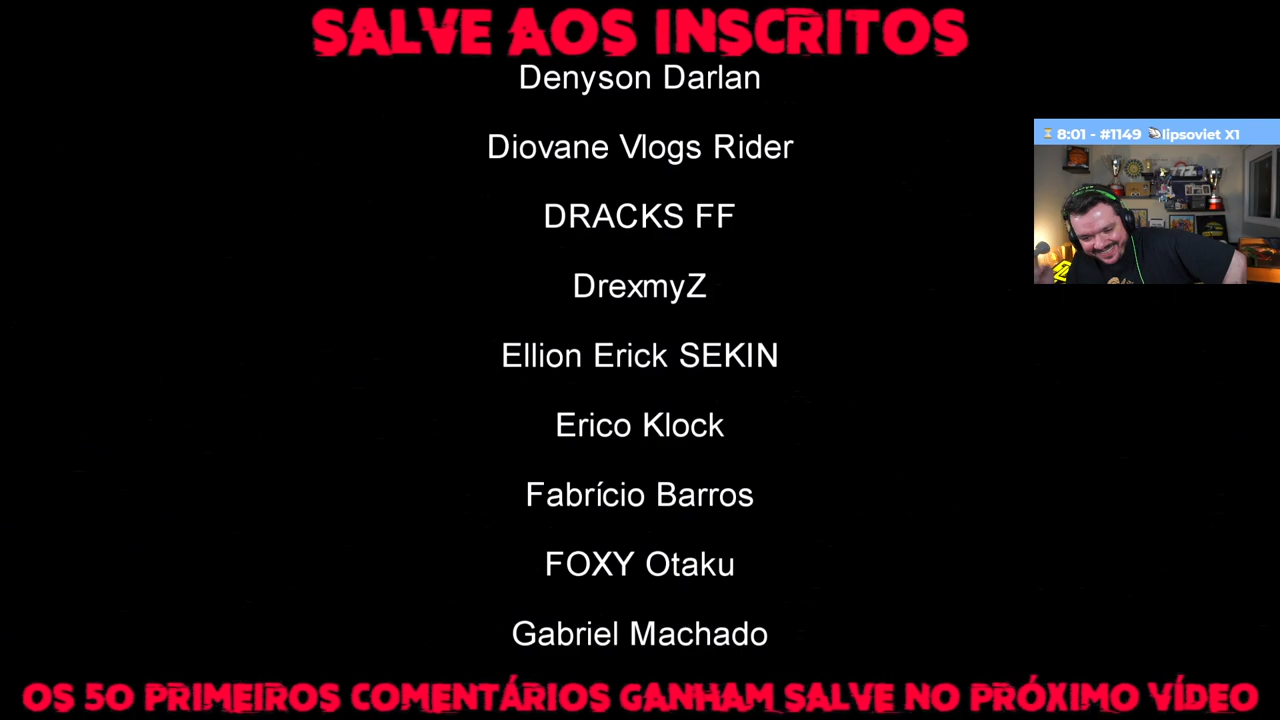 SALVE AOS INSCRITOS
Denyson Darlan
8:01 - #1149 lipsoviet X1
Diovane Vlogs Rider
DRACKS FF
DrexmyZ
Ellion Erick SEKIN
Erico Klock
Fabrício Barros
FOXY Otaku
Gabriel Machado
OS 50 PRIMEIROS COMENTÁRIOS GANHAM SALVE NO PRÓXIMO VÍDEO